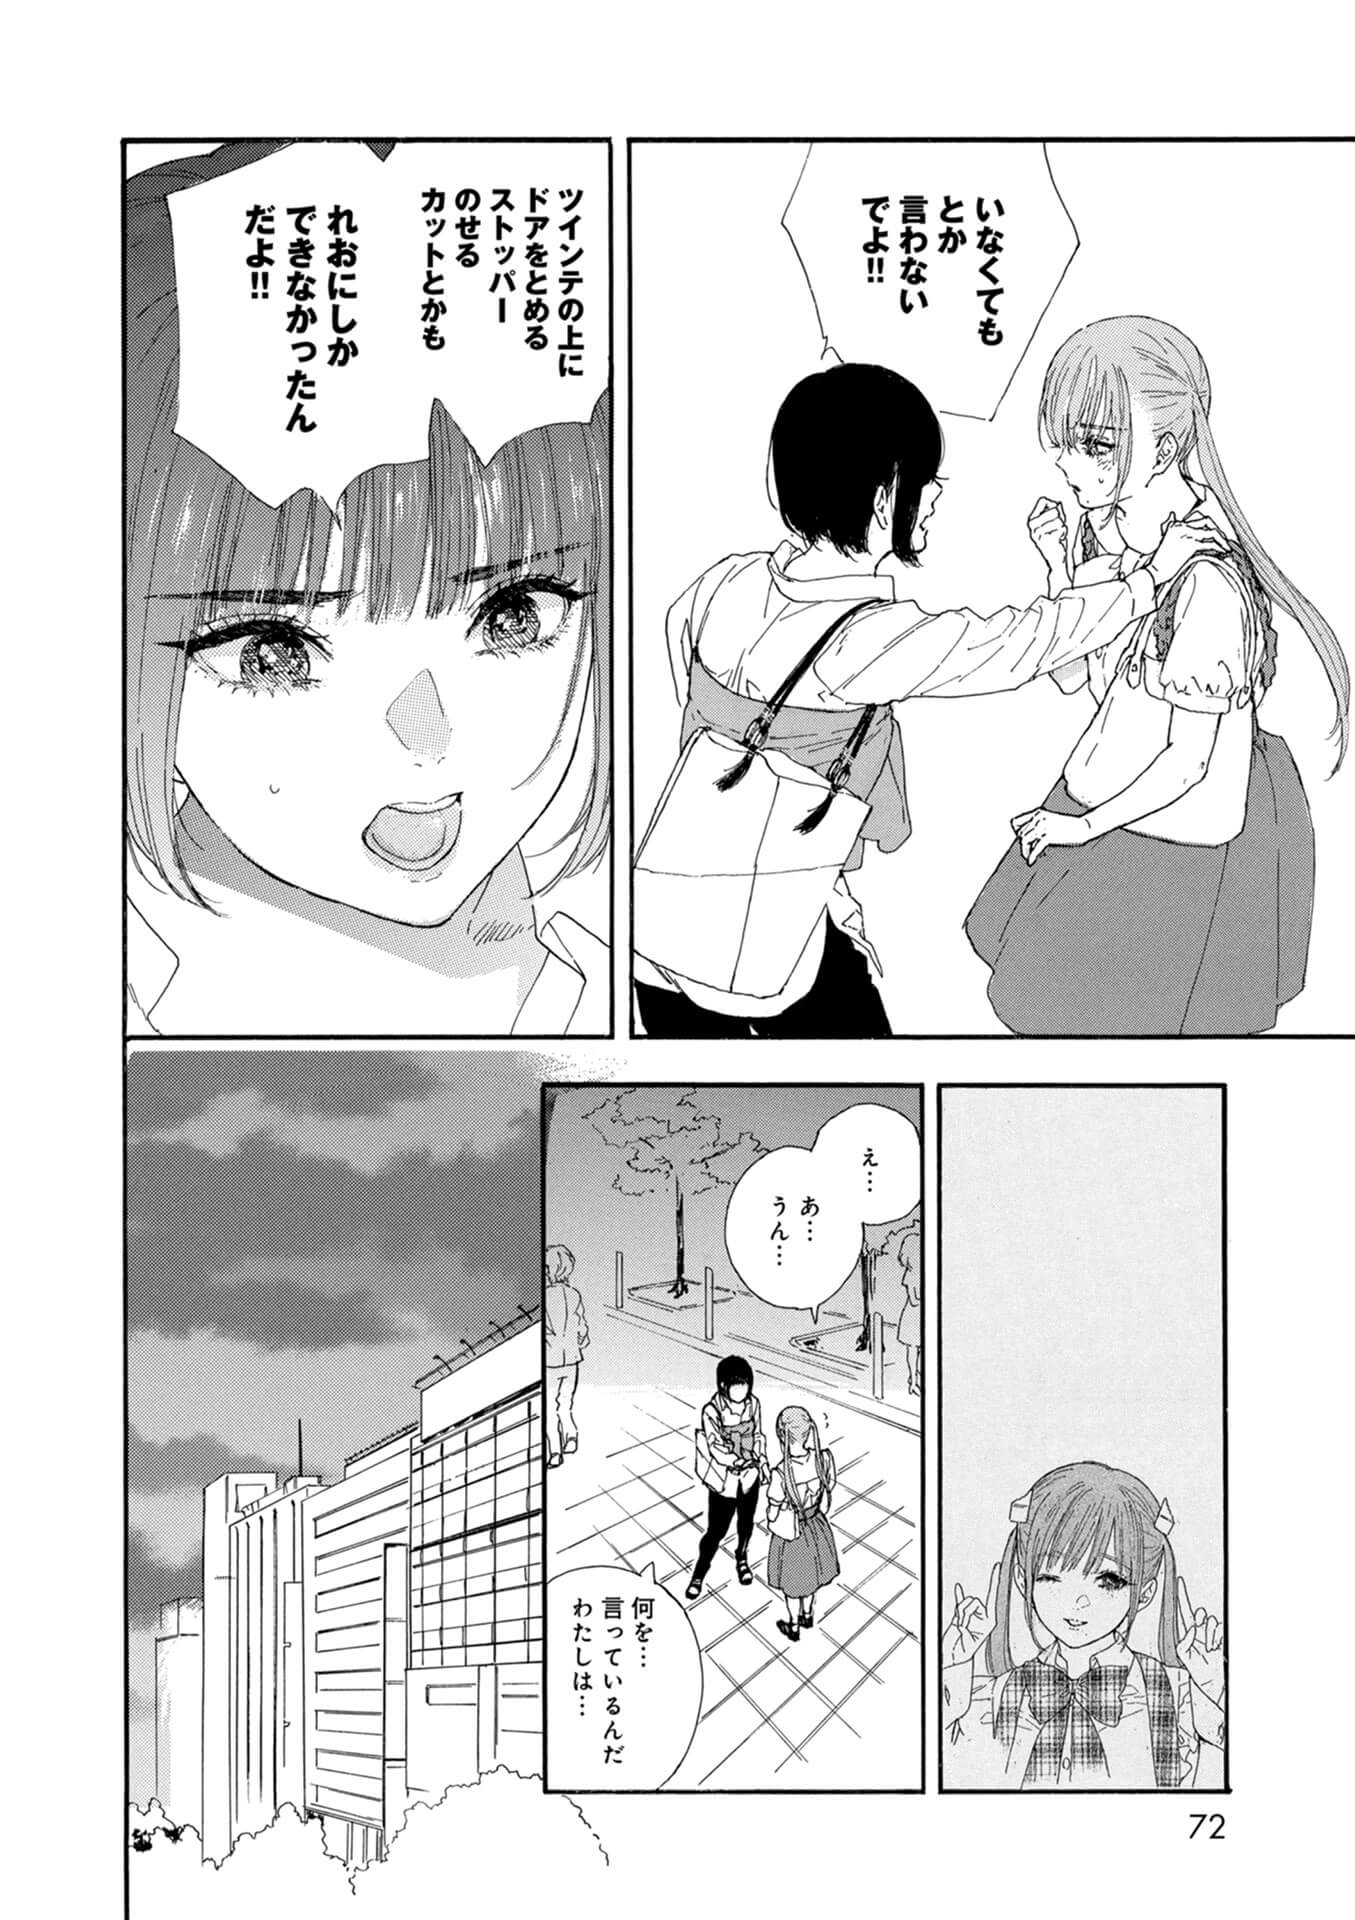 いなくても
とか
言わない
でよ!!
ツインテの上に
ドアをとめる
ストッパー
のせる
カットとかも
れおにしか
できなかったん
だよ!!
え…
あ…
うん…
何を…
言っているんだ
わたしは…
72